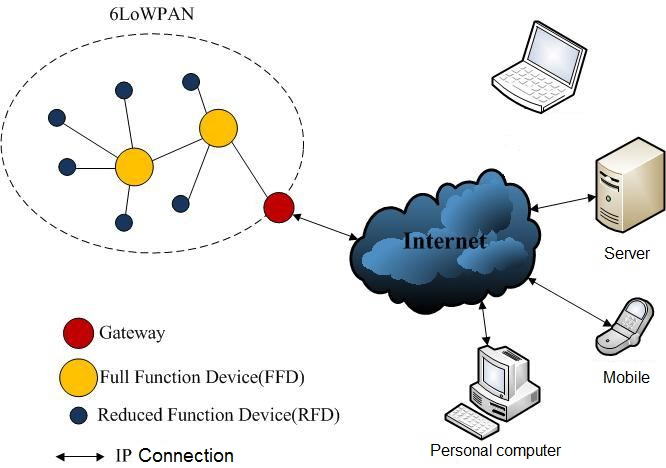 6LoWPAN
Internet
Server
Mobile
Personal computer
Gateway
Full Function Device(FFD)
Reduced Function Device(RFD)
IP Connection